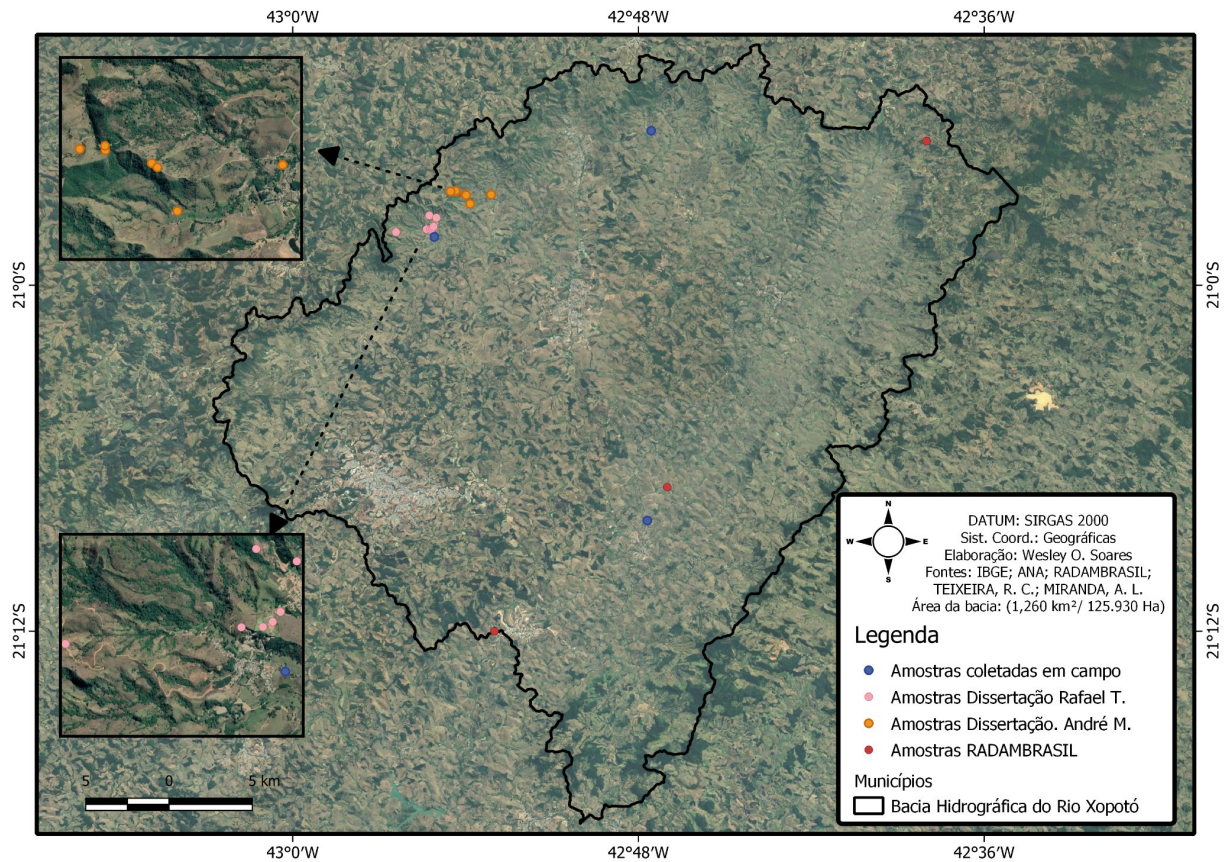 43°0'W 42°48'W 42°36'W
21°0'S 21°0'S
21°12'S 21°12'S
N
W E
S
DATUM: SIRGAS 2000
Sist. Coord.: Geográficas
Elaboração: Wesley O. Soares
Fontes: IBGE; ANA; RADAMBRASIL;
TEIXEIRA, R. C.; MIRANDA, A. L.
Área da bacia: (1,260 km²/ 125.930 Ha)
Legenda
Amostras coletadas em campo
Amostras Dissertação Rafael T.
Amostras Dissertação. André M.
Amostras RADAMBRASIL
Municípios
Bacia Hidrográfica do Rio Xopotó
5 0 5 km
43°0'W 42°48'W 42°36'W